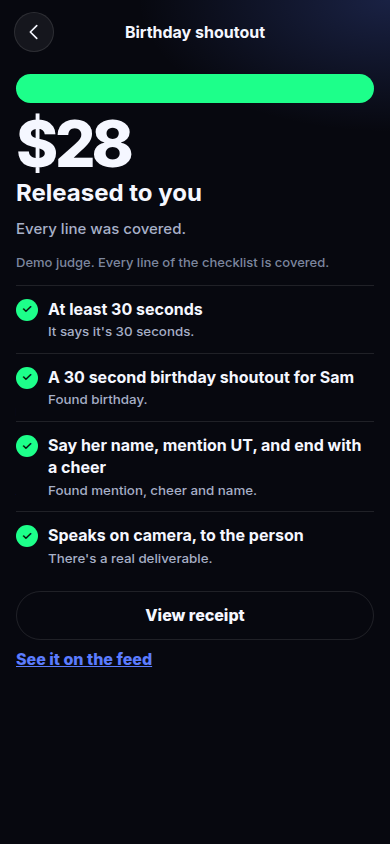 Birthday shoutout
$28
Released to you
Every line was covered.
Demo judge. Every line of the checklist is covered.
At least 30 seconds
It says it's 30 seconds.
A 30 second birthday shoutout for Sam
Found birthday.
Say her name, mention UT, and end with
a cheer
Found mention, cheer and name.
Speaks on camera, to the person
There's a real deliverable.
View receipt
See it on the feed